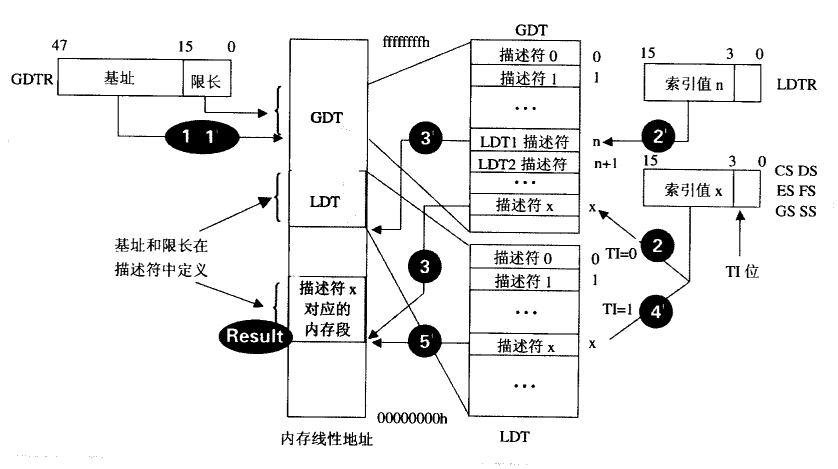 47 15 0
GDTR 基址 限长
1 1'
ffffffffh
GDT
LDT
基址和限长在
描述符中定义
描述符 x
对应的
内存段
Result
00000000h
内存线性地址
GDT
描述符 0 0
描述符 1 1
•••
LDT1 描述符 n
LDT2 描述符 n+1
•••
描述符 x x
3'
3
5'
描述符 0 0
描述符 1 1
•••
描述符 x x
•••
LDT
15 3 0
索引值 n LDTR
2'
15 3 0
索引值 x
CS DS
ES FS
GS SS
TI 位
TI=0 2
TI=1 4'